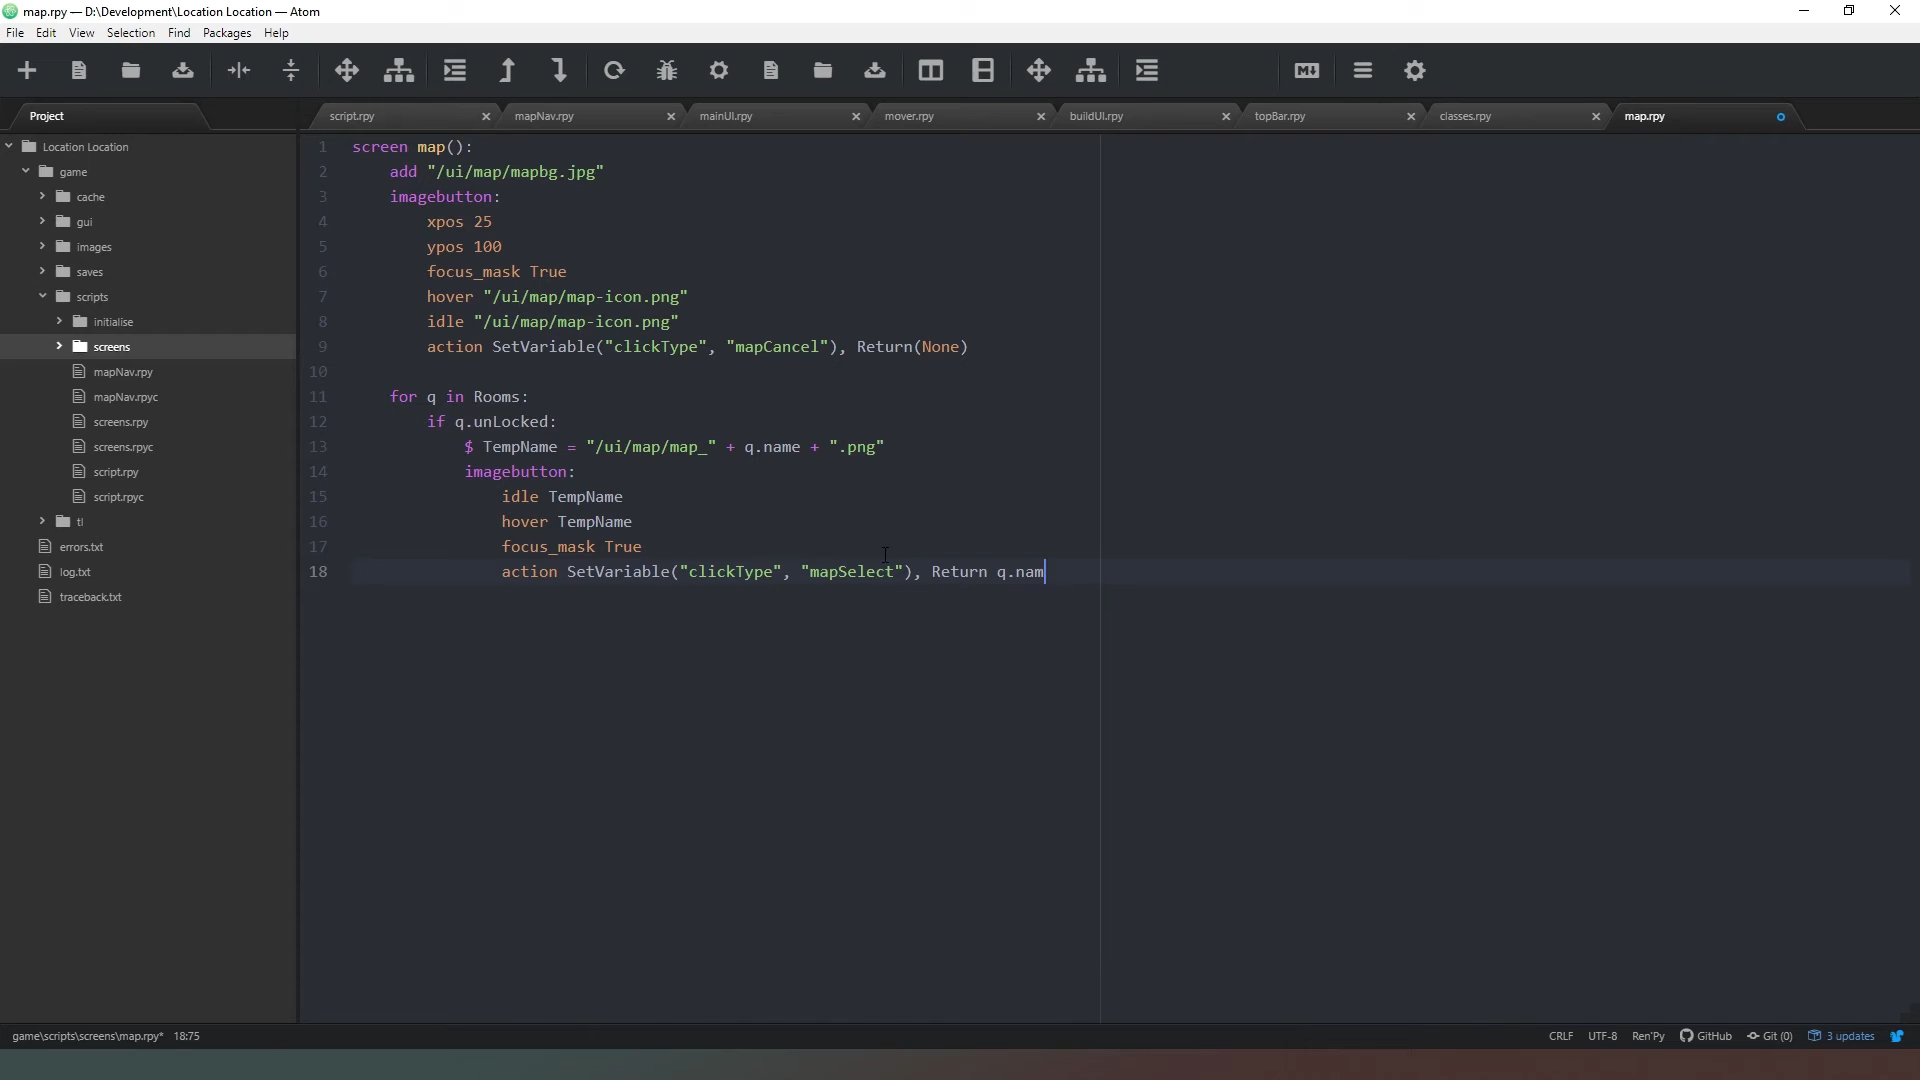 map.rpy — D:\Development\Location Location — Atom
File Edit View Selection Find Packages Help
Project
script.rpy
mapNav.rpy
mainUI.rpy
mover.rpy
buildUI.rpy
topBar.rpy
classes.rpy
map.rpy
Location Location
game
cache
gui
images
saves
scripts
initialise
screens
mapNav.rpy
mapNav.rpyc
screens.rpy
screens.rpyc
script.rpy
script.rpyc
tl
errors.txt
log.txt
traceback.txt
1 screen map():
2 add "/ui/map/mapbg.jpg"
3 imagebutton:
4 xpos 25
5 ypos 100
6 focus_mask True
7 hover "/ui/map/map-icon.png"
8 idle "/ui/map/map-icon.png"
9 action SetVariable("clickType", "mapCancel"), Return(None)
10
11 for q in Rooms:
12 if q.unLocked:
13 $ TempName = "/ui/map/map_" + q.name + ".png"
14 imagebutton:
15 idle TempName
16 hover TempName
17 focus_mask True
18 action SetVariable("clickType", "mapSelect"), Return q.nam
game\scripts\screens\map.rpy* 18:75
CRLF UTF-8 Ren'Py GitHub Git (0) 3 updates